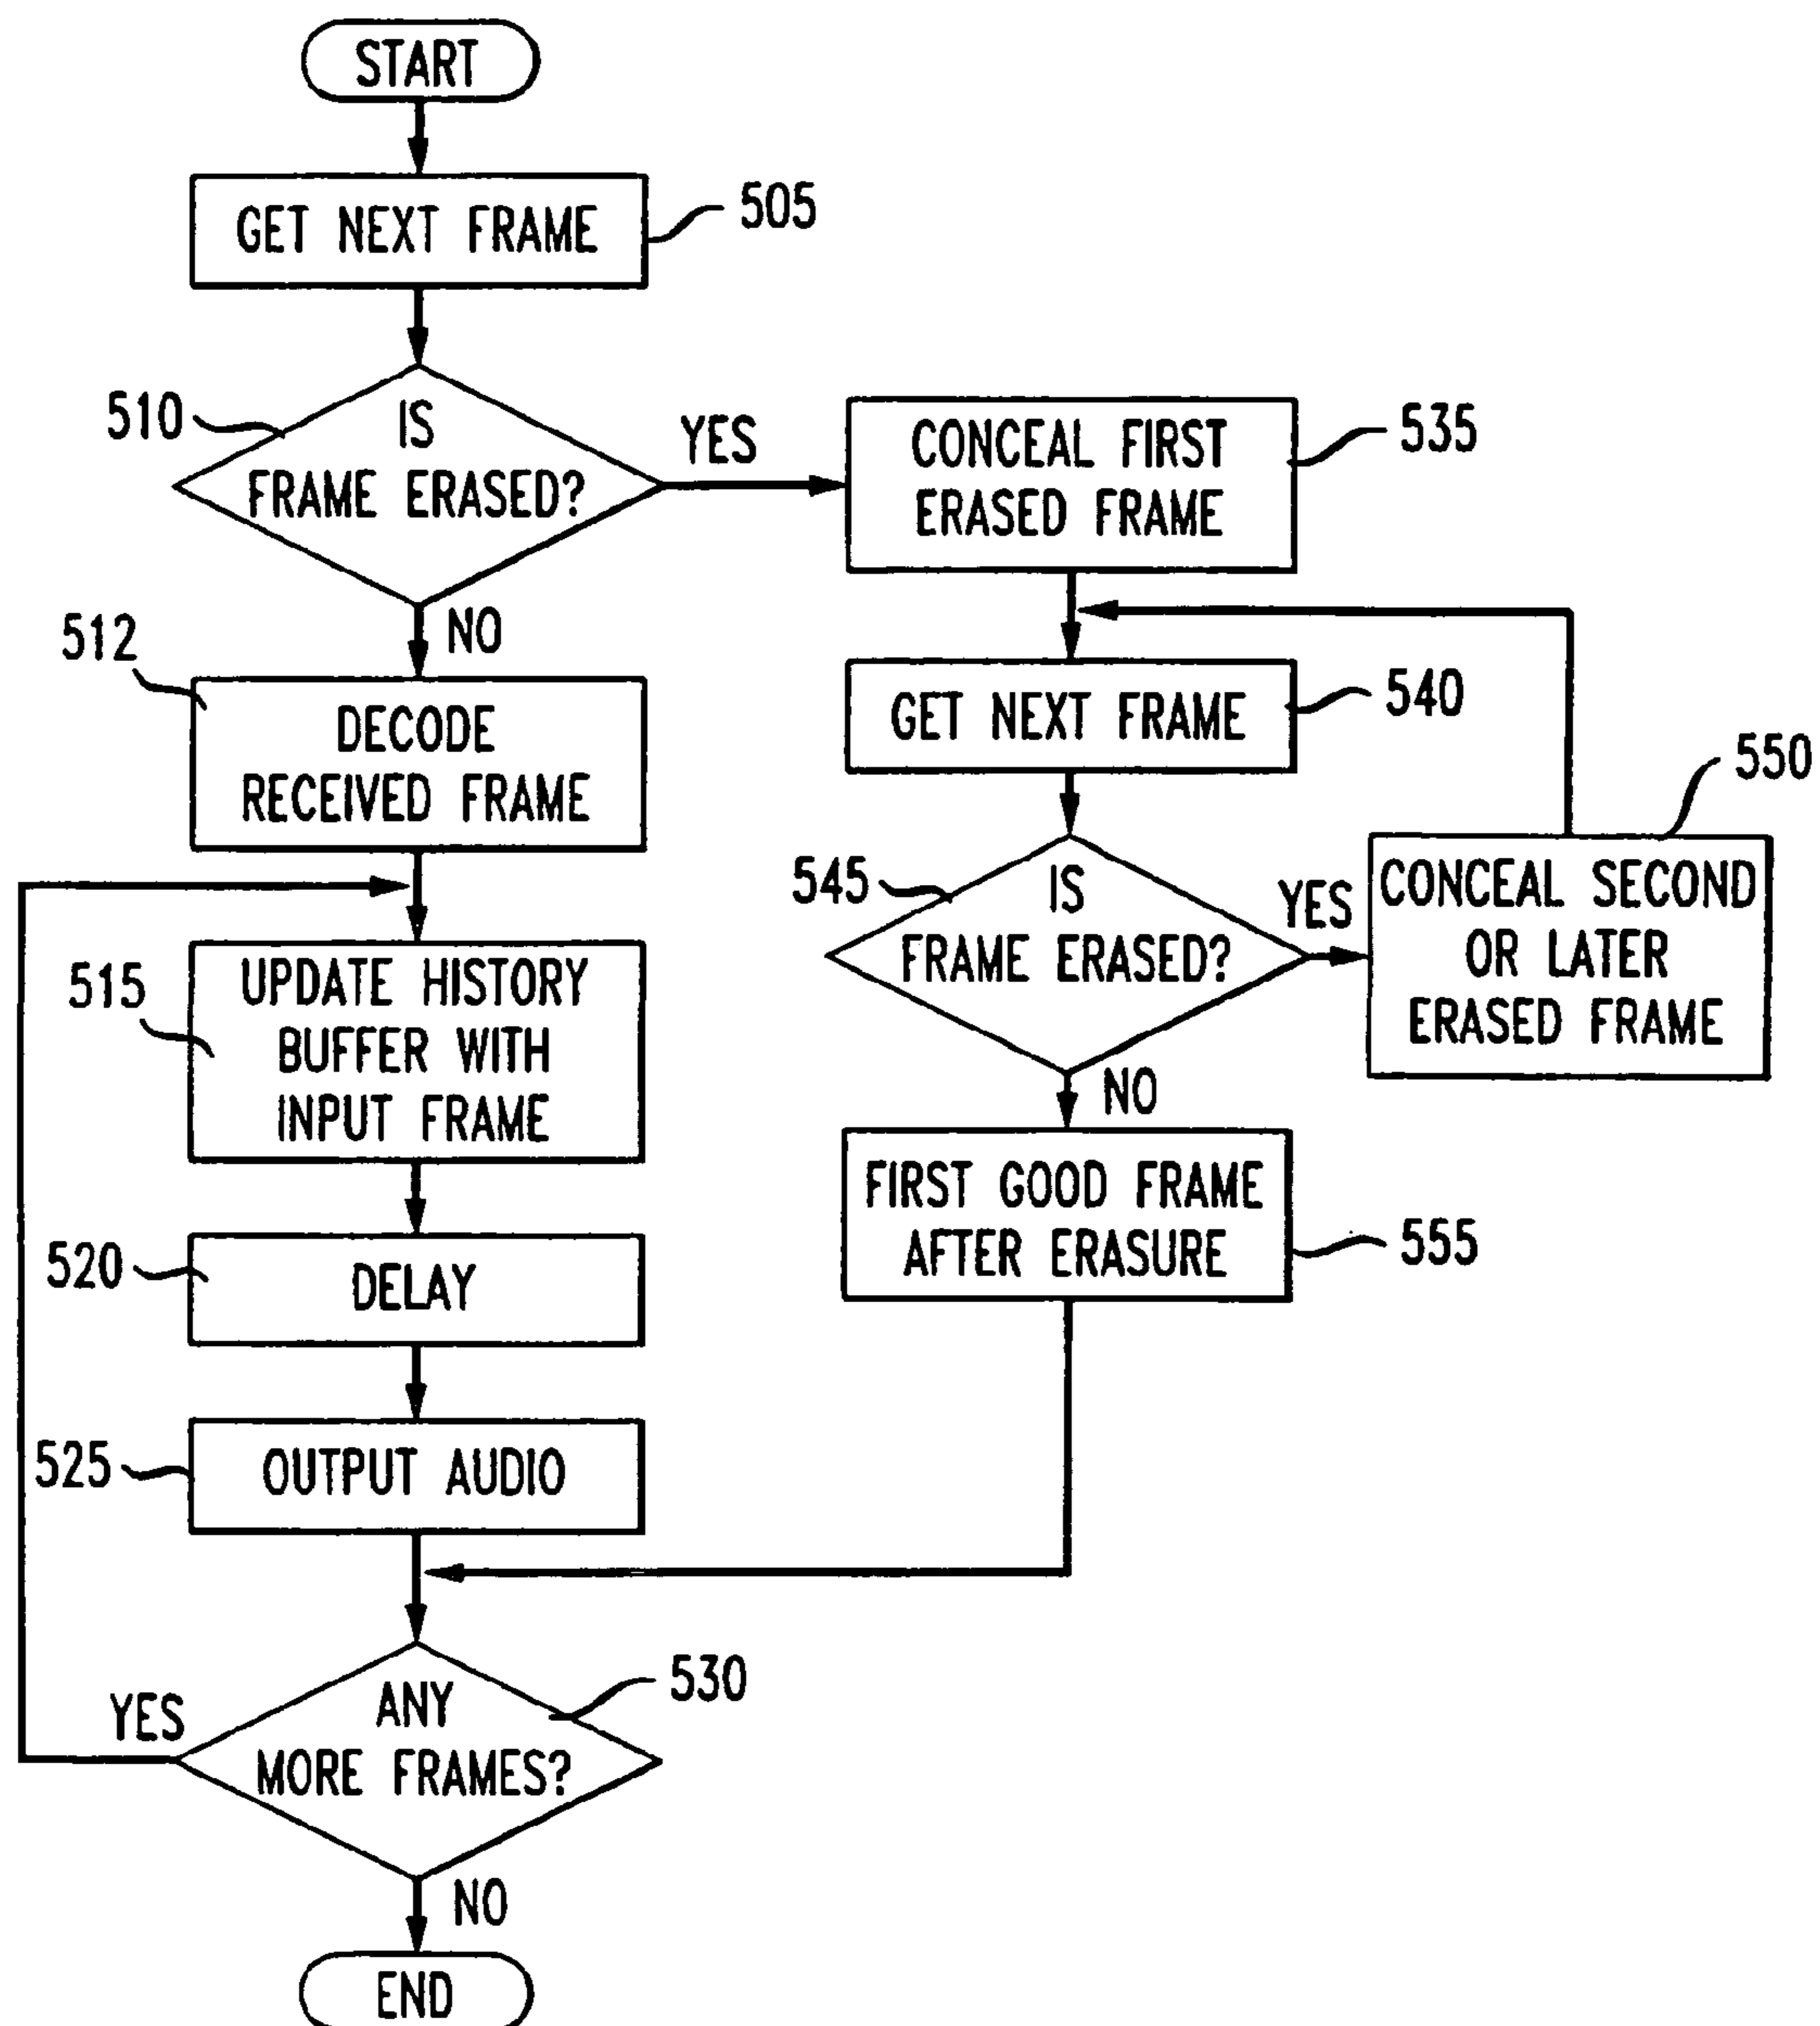 START
GET NEXT FRAME
505
510
IS
FRAME ERASED?
YES
CONCEAL FIRST
ERASED FRAME
535
NO
512
DECODE
RECEIVED FRAME
GET NEXT FRAME
540
550
545
IS
FRAME ERASED?
YES
CONCEAL SECOND
OR LATER
ERASED FRAME
515
UPDATE HISTORY
BUFFER WITH
INPUT FRAME
NO
FIRST GOOD FRAME
AFTER ERASURE
555
520
DELAY
525
OUTPUT AUDIO
530
YES
ANY
MORE FRAMES?
NO
END